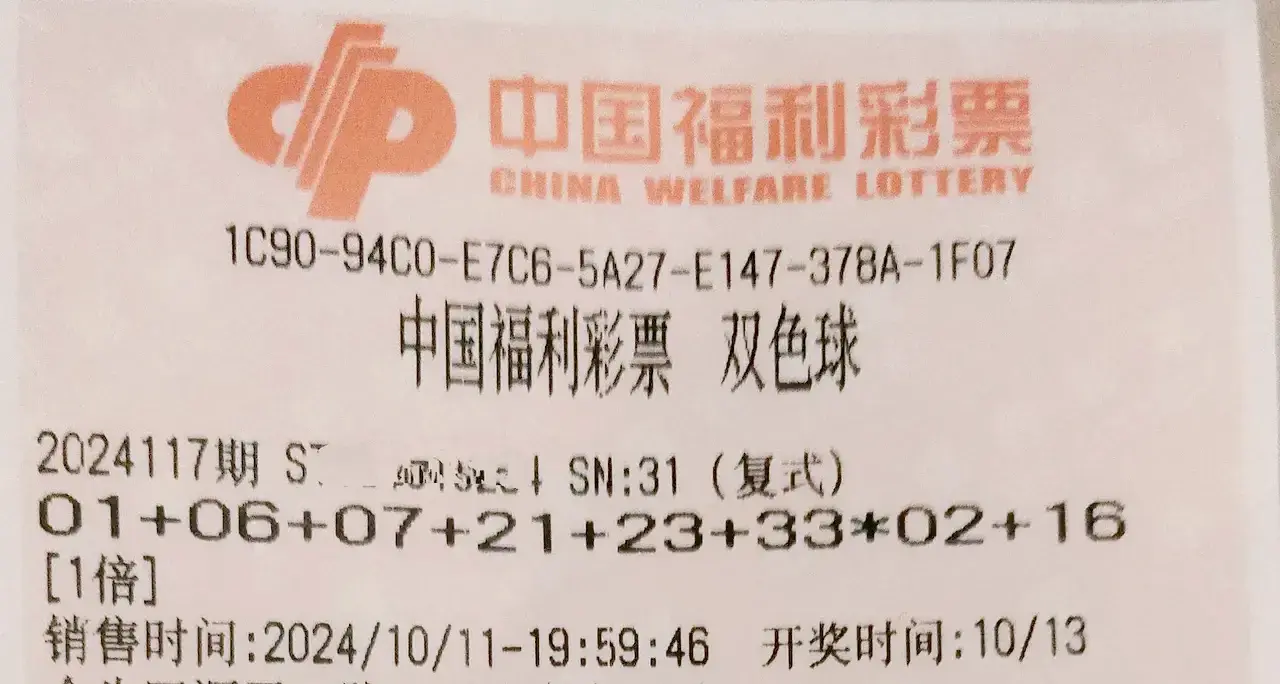 中国福利彩票
CHINA WELFARE LOTTERY
1C90-94C0-E7C6-5A27-E147-378A-1F07
中国福利彩票 双色球
2024117期 SN:31 (复式)
01+06+07+21+23+33*02+16
[1倍]
销售时间:2024/10/11-19:59:46 开奖时间:10/13